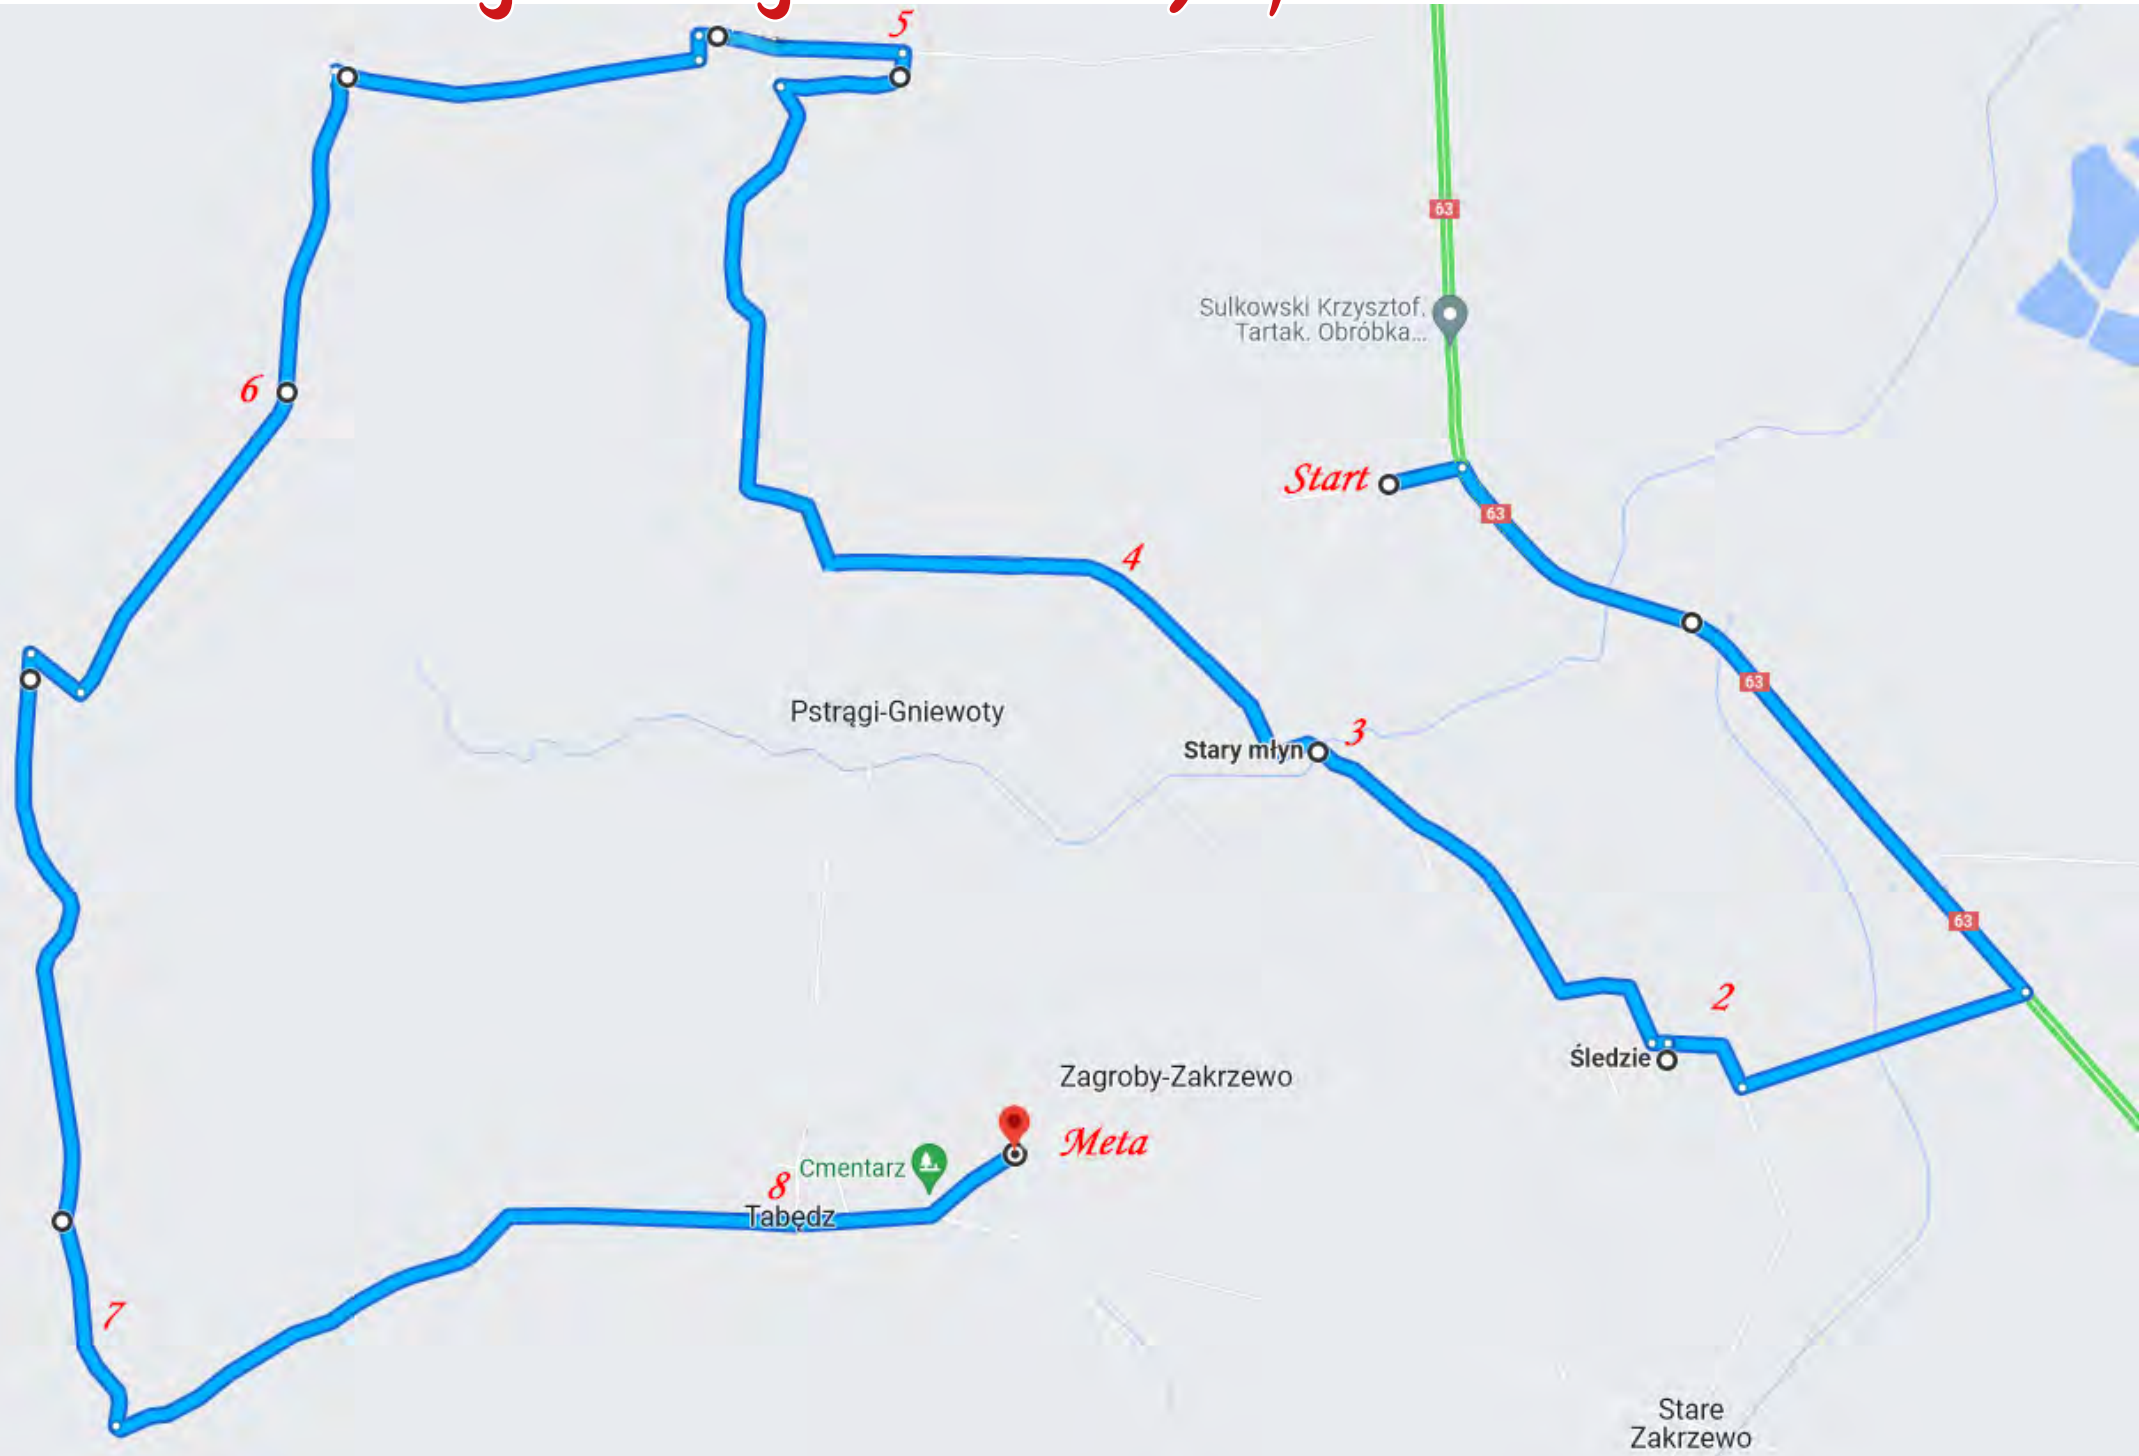 5
63
Sulkowski Krzysztof.
Tartak. Obróbka...
6
Start
63
4
63
Pstrągi-Gniewoty
Stary młyn
3
63
2
Śledzie
Zagroby-Zakrzewo
Meta
Cmentarz
8
Tabędz
7
Stare
Zakrzewo